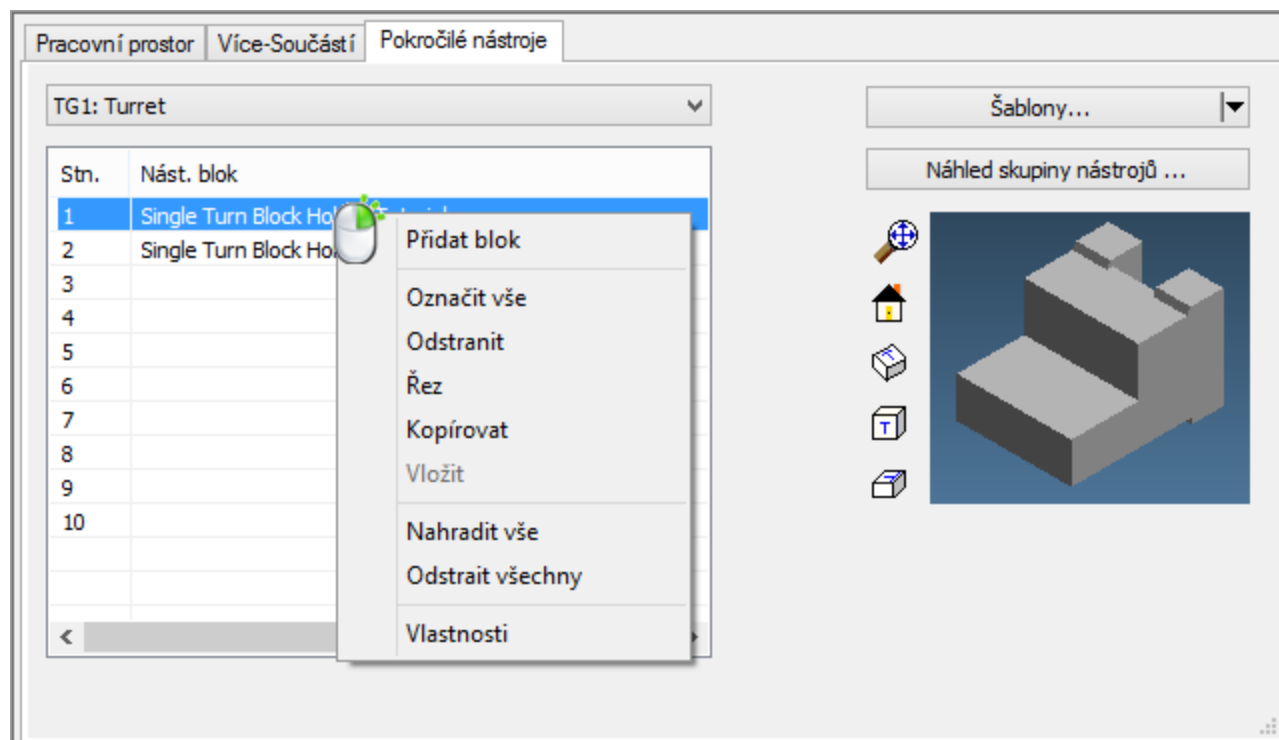 Pracovní prostor Více-Součástí Pokročilé nástroje
TG1: Turret
Šablony...
Náhled skupiny nástrojů ...
Stn. Nást. blok
1 Single Turn Block
2 Single Turn Block
3
4
5
6
7
8
9
10
Přidat blok
Označit vše
Odstranit
Řez
Kopírovat
Vložit
Nahradit vše
Odstrait všechny
Vlastnosti
T